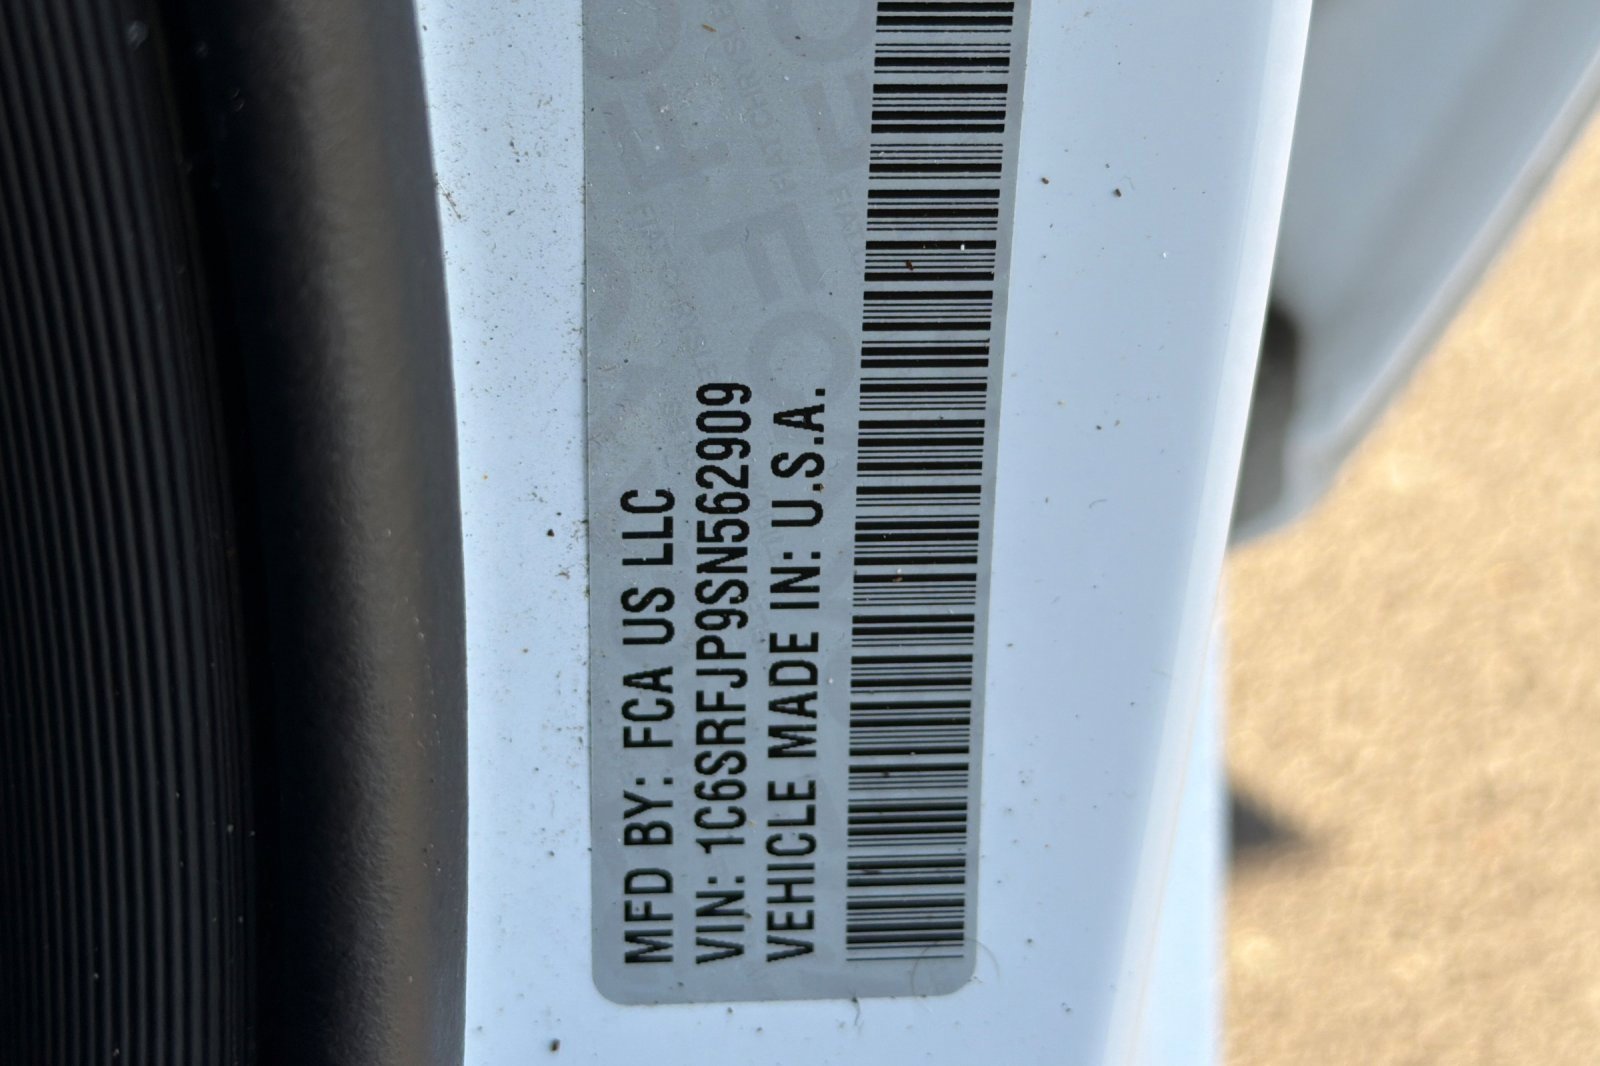 MFD BY: FCA US LLC
VIN: 1C6SRFJP9SN562909
VEHICLE MADE IN: U.S.A.